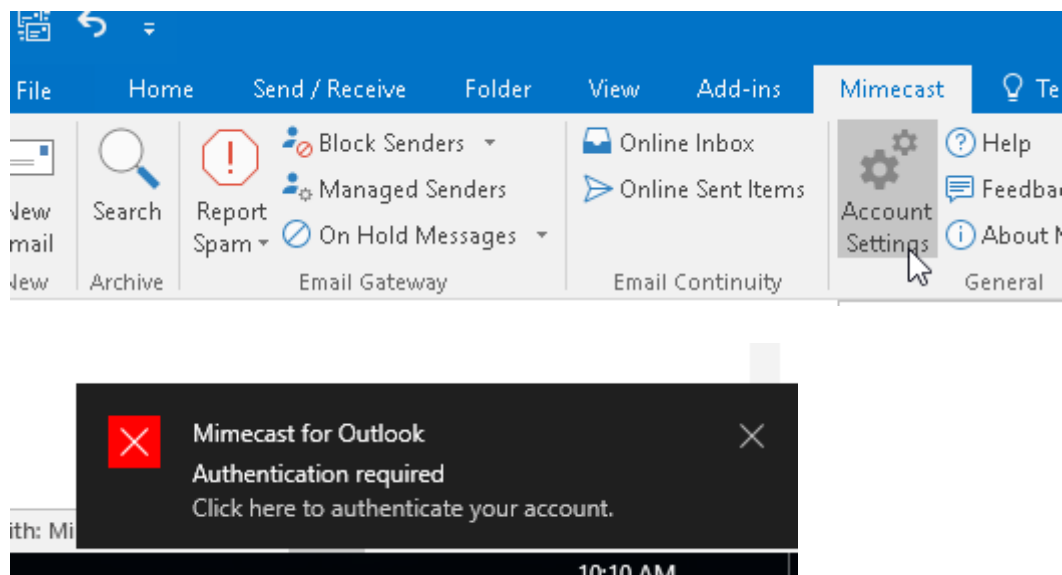 File Home Send / Receive Folder View Add-ins Mimecast
Block Senders Online Inbox Help
Managed Senders Online Sent Items
Search Report Account
Spam On Hold Messages Settings About
Archive Email Gateway Email Continuity General
Mimecast for Outlook
Authentication required
Click here to authenticate your account.
10:10 AM